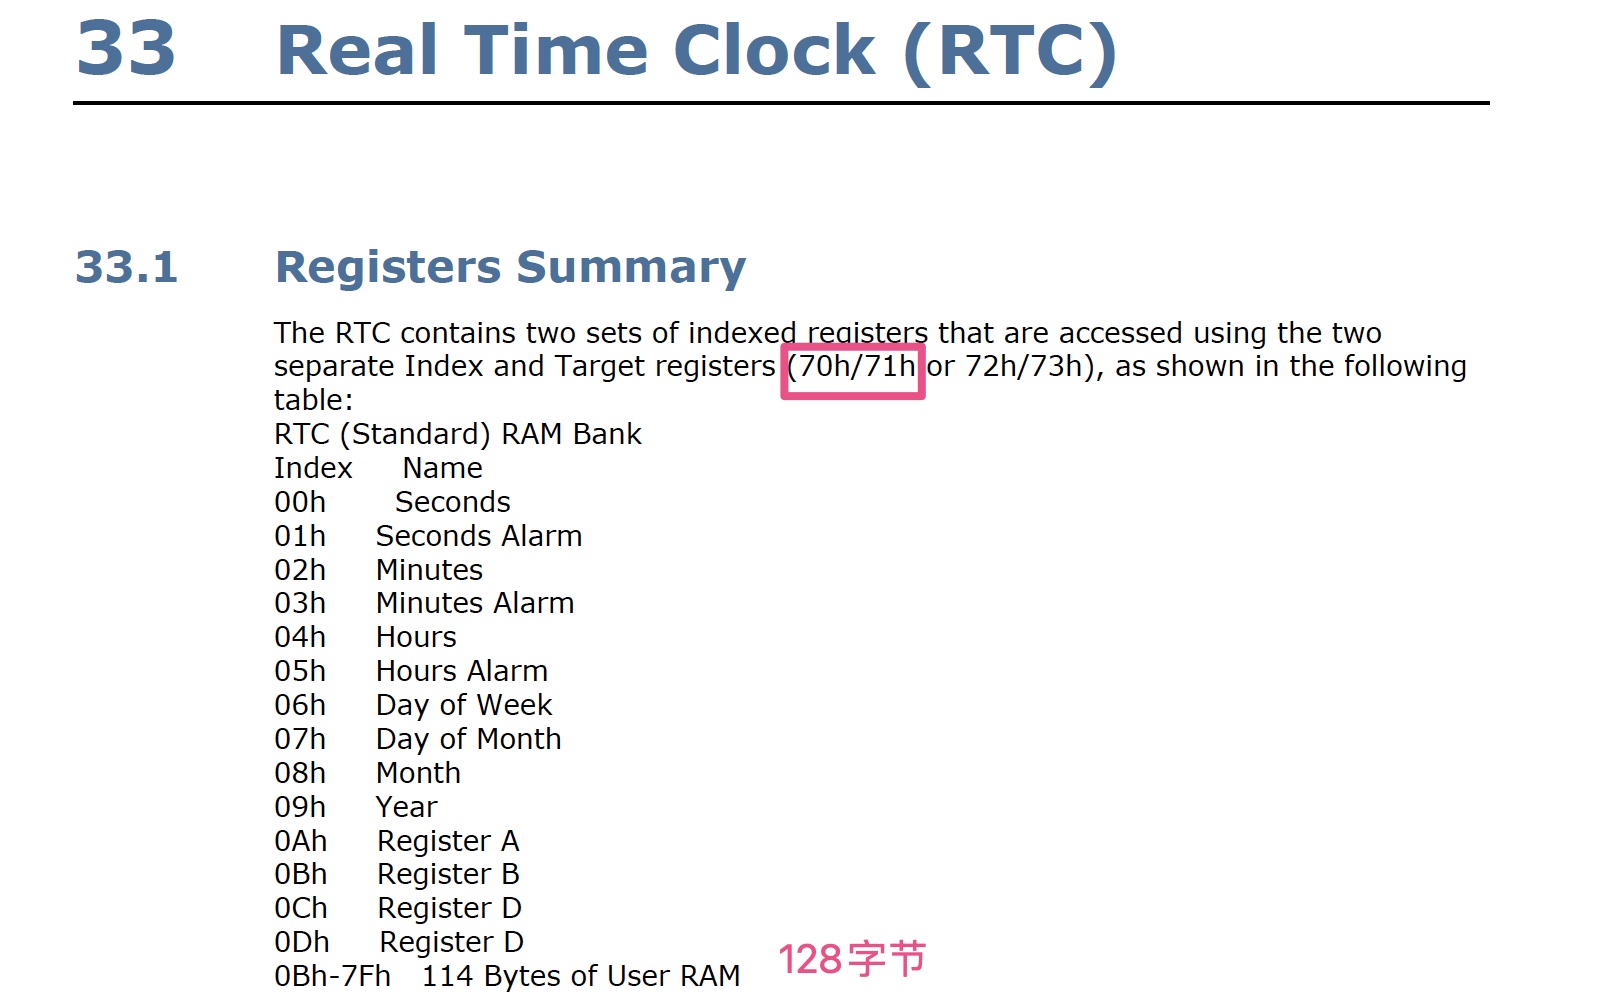 33 Real Time Clock (RTC)
33.1 Registers Summary
The RTC contains two sets of indexed registers that are accessed using the two
separate Index and Target registers (70h/71h or 72h/73h), as shown in the following
table:
RTC (Standard) RAM Bank
Index Name
00h Seconds
01h Seconds Alarm
02h Minutes
03h Minutes Alarm
04h Hours
05h Hours Alarm
06h Day of Week
07h Day of Month
08h Month
09h Year
0Ah Register A
0Bh Register B
0Ch Register D
0Dh Register D
0Bh-7Fh 114 Bytes of User RAM 128字节